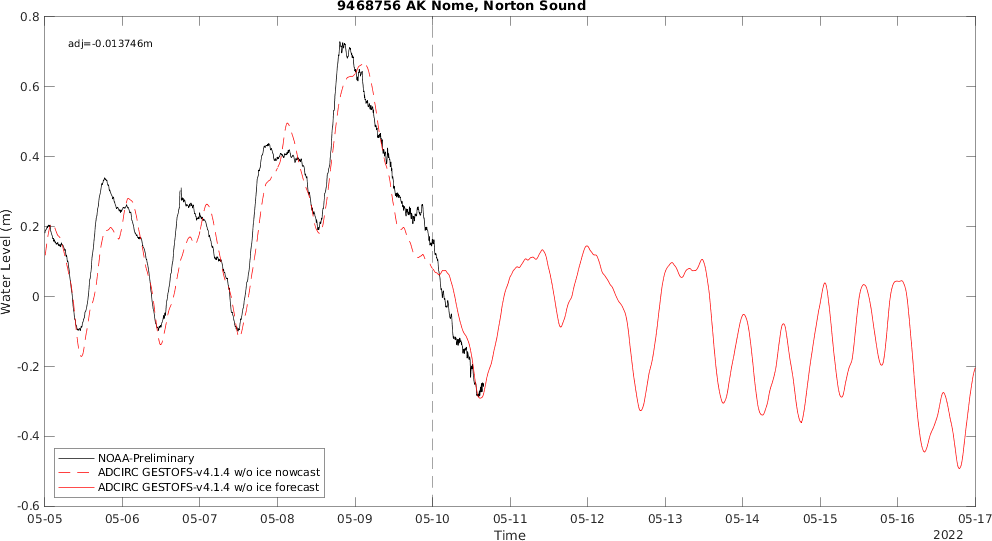 9468756 AK Nome, Norton Sound
adj=-0.013746m
Water Level (m)
0.8
0.6
0.4
0.2
0
-0.2
-0.4
-0.6
NOAA-Preliminary
ADCIRC GESTOFS-v4.1.4 w/o ice nowcast
ADCIRC GESTOFS-v4.1.4 w/o ice forecast
05-05 05-06 05-07 05-08 05-09 05-10 05-11 05-12 05-13 05-14 05-15 05-16 05-17
Time
2022